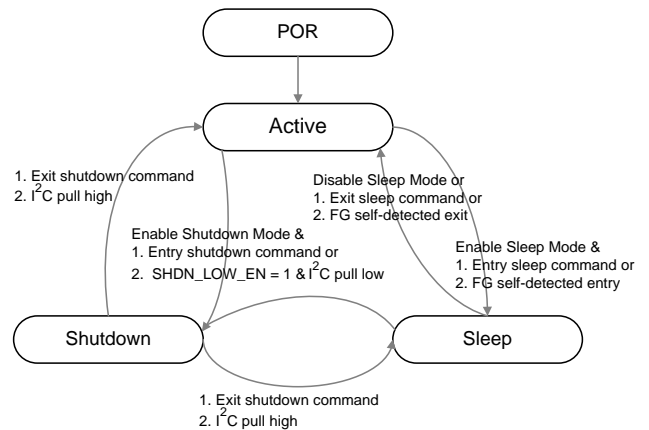 POR
Active
1. Exit shutdown command
2. I²C pull high
Disable Sleep Mode or
1. Exit sleep command or
2. FG self-detected exit
Enable Shutdown Mode &
1. Entry shutdown command or
2. SHDN_LOW_EN = 1 & I²C pull low
Enable Sleep Mode &
1. Entry sleep command or
2. FG self-detected entry
Shutdown
Sleep
1. Exit shutdown command
2. I²C pull high